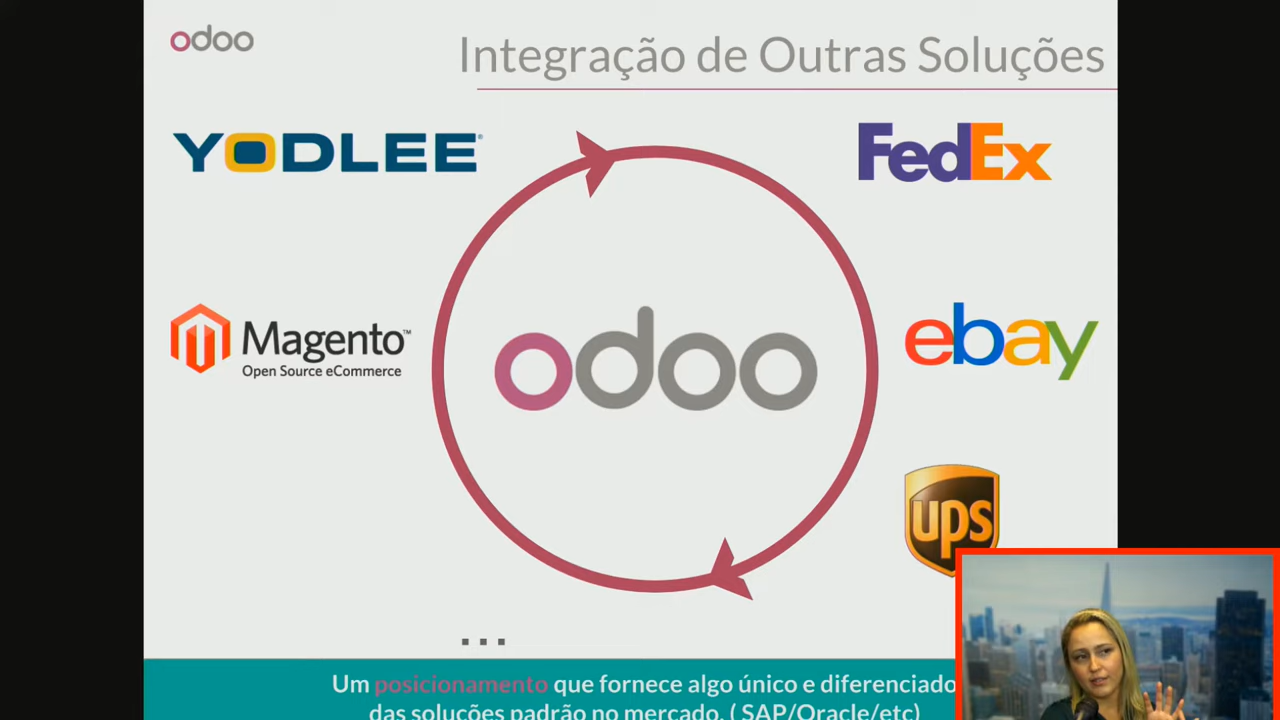 odoo
Integração de Outras Soluções
YODLEE®
FedEx
Magento™
Open Source eCommerce
odoo
ebay
ups
...
Um posicionamento que fornece algo único e diferenciado
das soluções padrão no mercado. ( SAP/Oracle/etc)